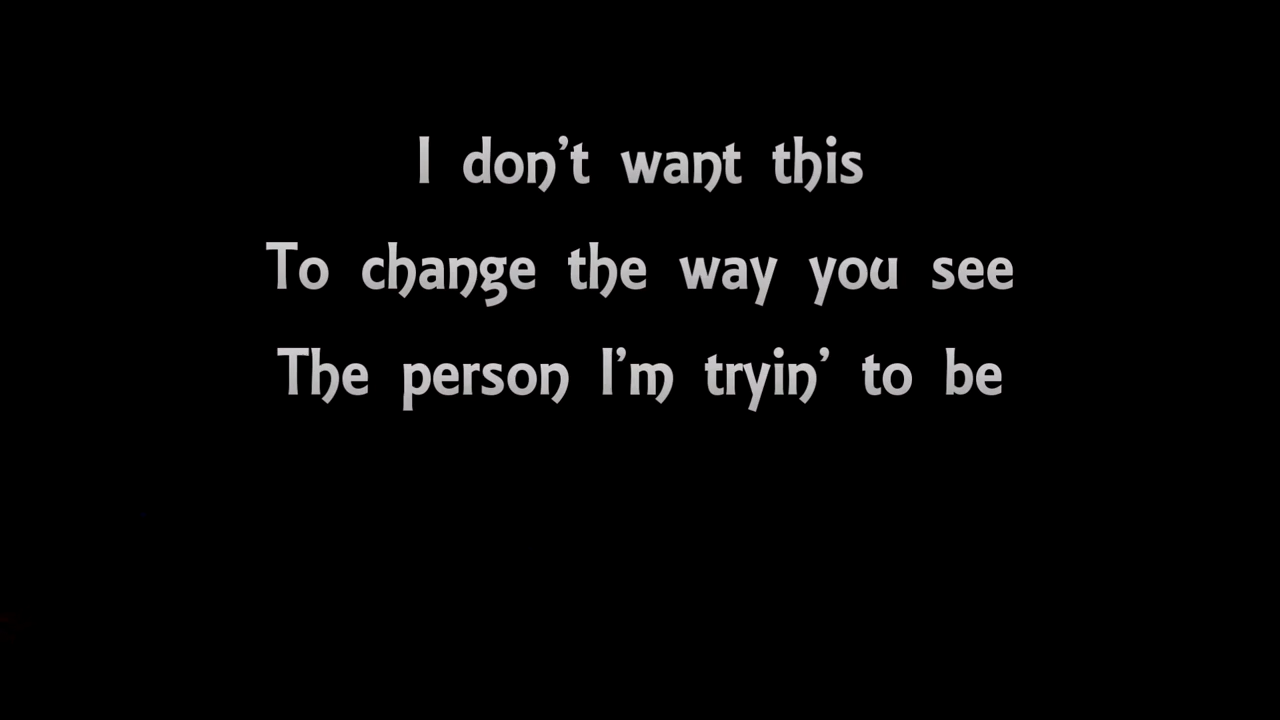 I don't want this
To change the way you see
The person I'm tryin' to be